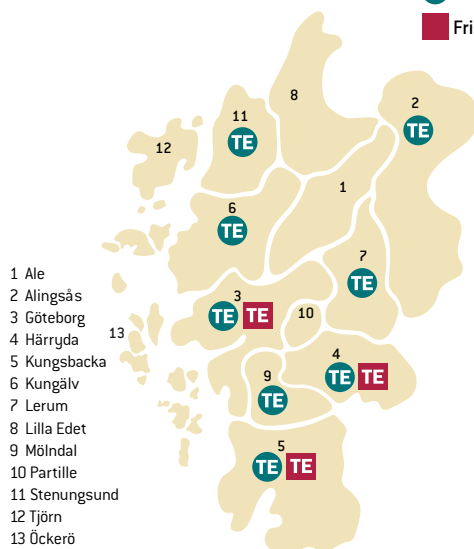 Fri
2
8
11
TE
TE
12
1
6
TE
7
TE
3
TE TE
10
13
4
TE TE
9
TE
5
TE TE
1 Ale
2 Alingsås
3 Göteborg
4 Härryda
5 Kungsbacka
6 Kungälv
7 Lerum
8 Lilla Edet
9 Mölndal
10 Partille
11 Stenungsund
12 Tjörn
13 Öckerö